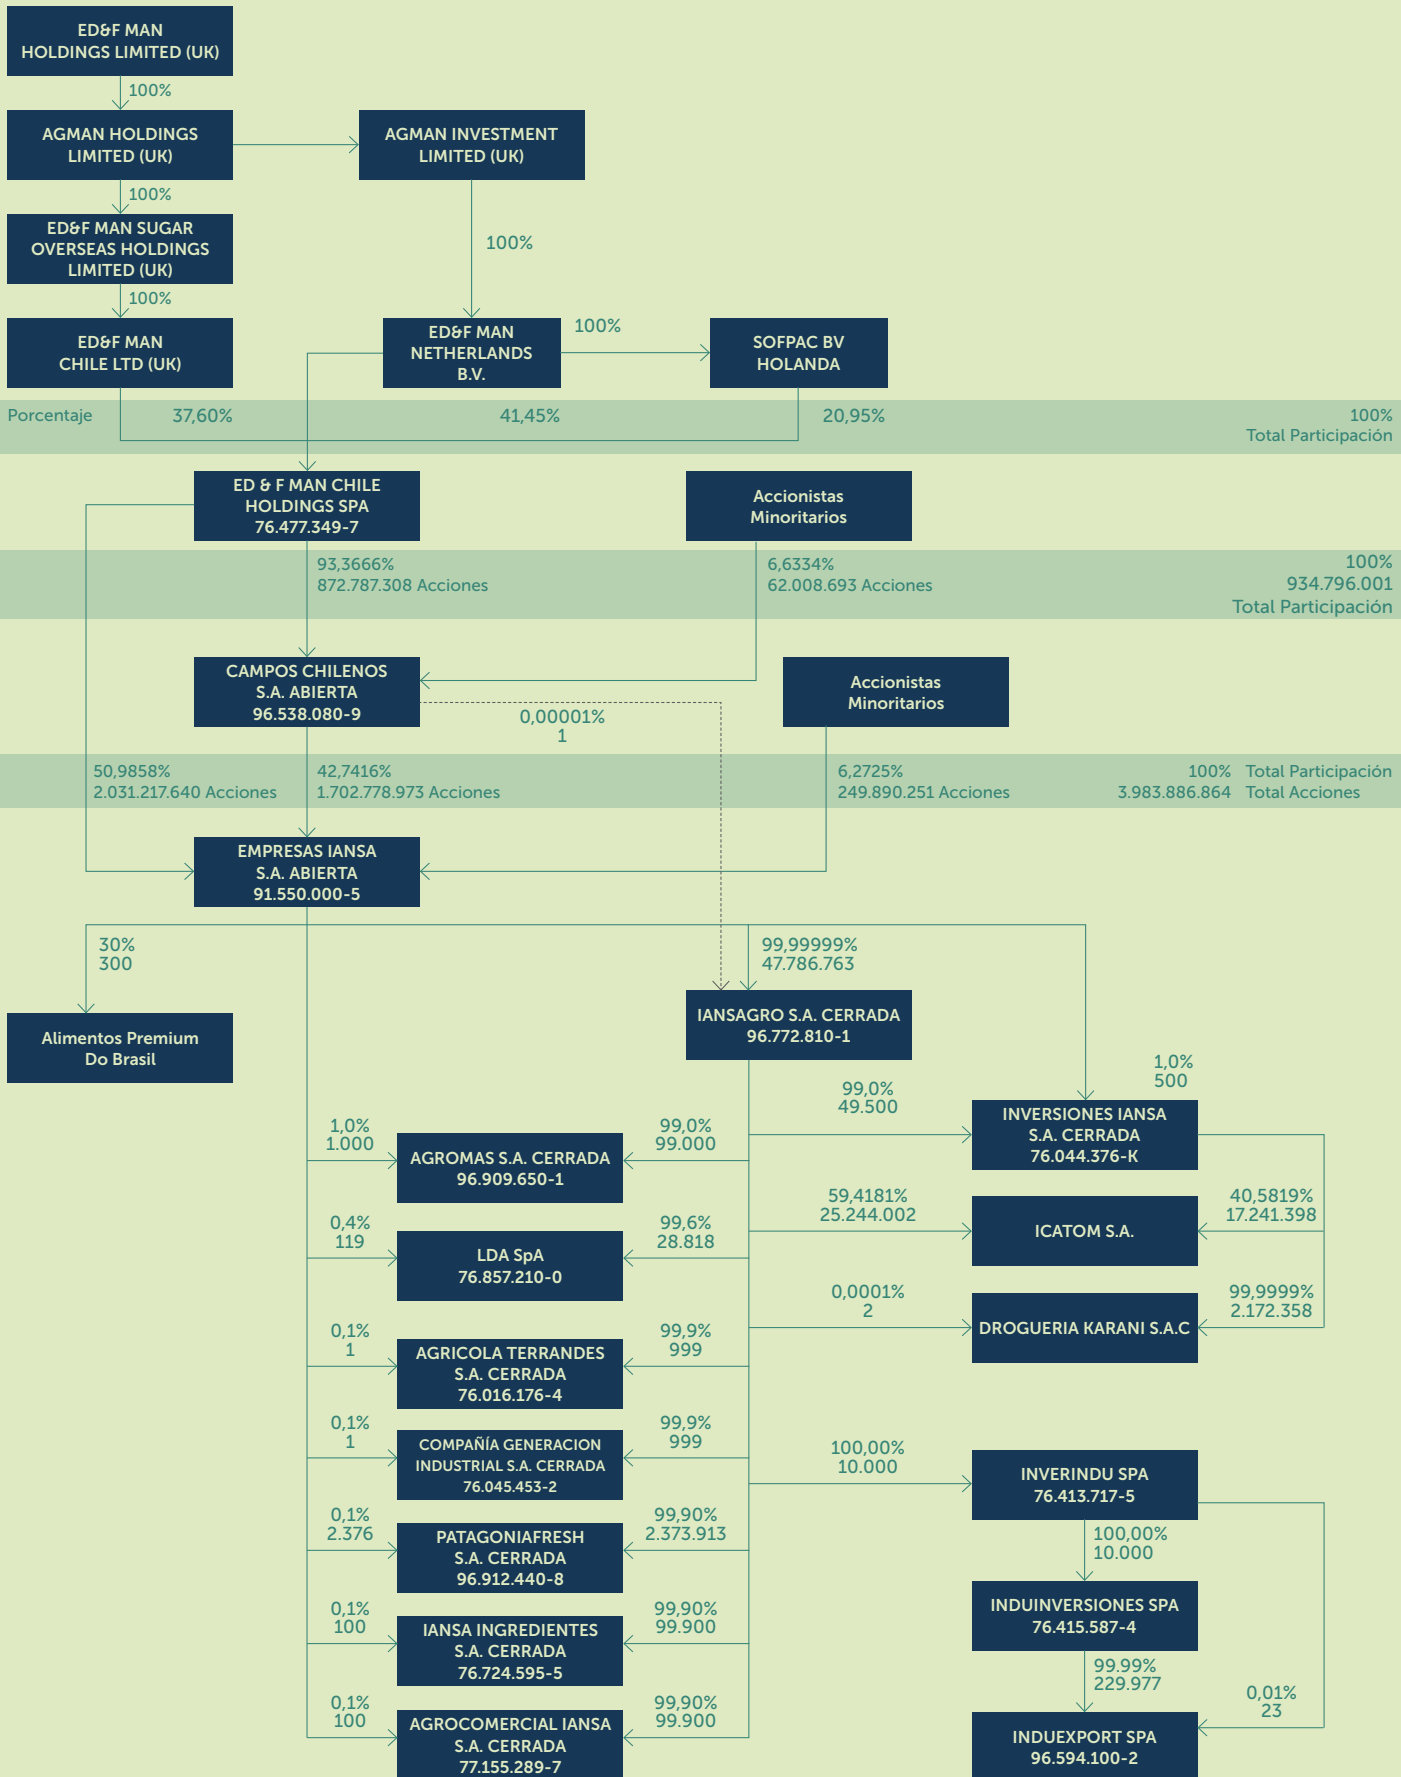 ED&F MAN
HOLDINGS LIMITED (UK)
100%
AGMAN HOLDINGS
LIMITED (UK)
AGMAN INVESTMENT
LIMITED (UK)
100%
ED&F MAN SUGAR
OVERSEAS HOLDINGS
LIMITED (UK)
100%
100%
ED&F MAN
CHILE LTD (UK)
ED&F MAN
NETHERLANDS
B.V.
100%
SOFPAC BV
HOLANDA
Porcentaje
37,60%
41,45%
20,95%
100%
Total Participación
ED & F MAN CHILE
HOLDINGS SPA
76.477.349-7
Accionistas
Minoritarios
93,3666%
872.787.308 Acciones
6,6334%
62.008.693 Acciones
100%
934.796.001
Total Participación
CAMPOS CHILENOS
S.A. ABIERTA
96.538.080-9
0,00001%
1
Accionistas
Minoritarios
50,9858%
2.031.217.640 Acciones
42,7416%
1.702.778.973 Acciones
6,2725%
249.890.251 Acciones
100% Total Participación
3.983.886.864 Total Acciones
EMPRESAS IANSA
S.A. ABIERTA
91.550.000-5
30%
300
Alimentos Premium
Do Brasil
99,99999%
47.786.763
IANSAGRO S.A. CERRADA
96.772.810-1
1,0%
500
99,0%
49.500
INVERSIONES IANSA
S.A. CERRADA
76.044.376-K
1,0%
1.000
AGROMAS S.A. CERRADA
96.909.650-1
99,0%
99.000
59,4181%
25.244.002
ICATOM S.A.
40,5819%
17.241.398
0,4%
119
LDA SpA
76.857.210-0
99,6%
28.818
0,0001%
2
DROGUERIA KARANI S.A.C
99,9999%
2.172.358
0,1%
1
AGRICOLA TERRANDES
S.A. CERRADA
76.016.176-4
99,9%
999
0,1%
1
COMPAÑÍA GENERACION
INDUSTRIAL S.A. CERRADA
76.045.453-2
99,9%
999
100,00%
10.000
INVERINDU SPA
76.413.717-5
0,1%
2.376
PATAGONIAFRESH
S.A. CERRADA
96.912.440-8
99,90%
2.373.913
100,00%
10.000
INDUINVERSIONES SPA
76.415.587-4
0,1%
100
IANSA INGREDIENTES
S.A. CERRADA
76.724.595-5
99,90%
99.900
99.99%
229.977
0,01%
23
0,1%
100
AGROCOMERCIAL IANSA
S.A. CERRADA
77.155.289-7
99,90%
99.900
INDUEXPORT SPA
96.594.100-2